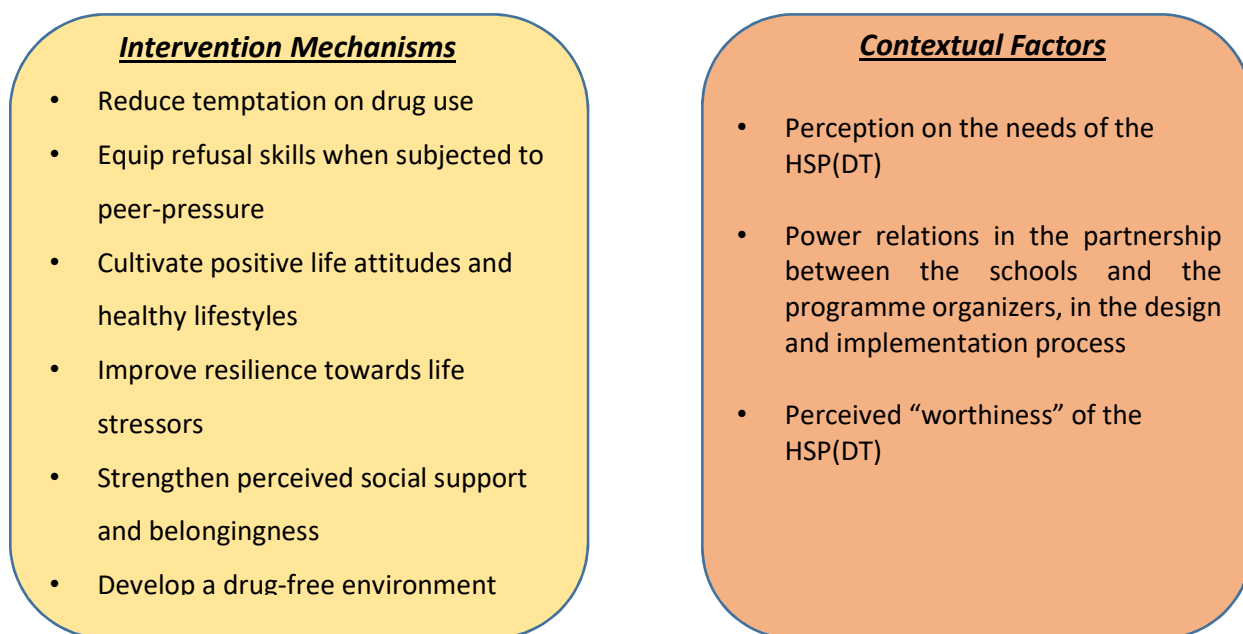 Intervention Mechanisms
• Reduce temptation on drug use
• Equip refusal skills when subjected to
peer-pressure
• Cultivate positive life attitudes and
healthy lifestyles
• Improve resilience towards life
stressors
• Strengthen perceived social support
and belongingness
• Develop a drug-free environment
Contextual Factors
• Perception on the needs of the
HSP(DT)
• Power relations in the partnership
between the schools and the
programme organizers, in the design
and implementation process
• Perceived “worthiness” of the
HSP(DT)